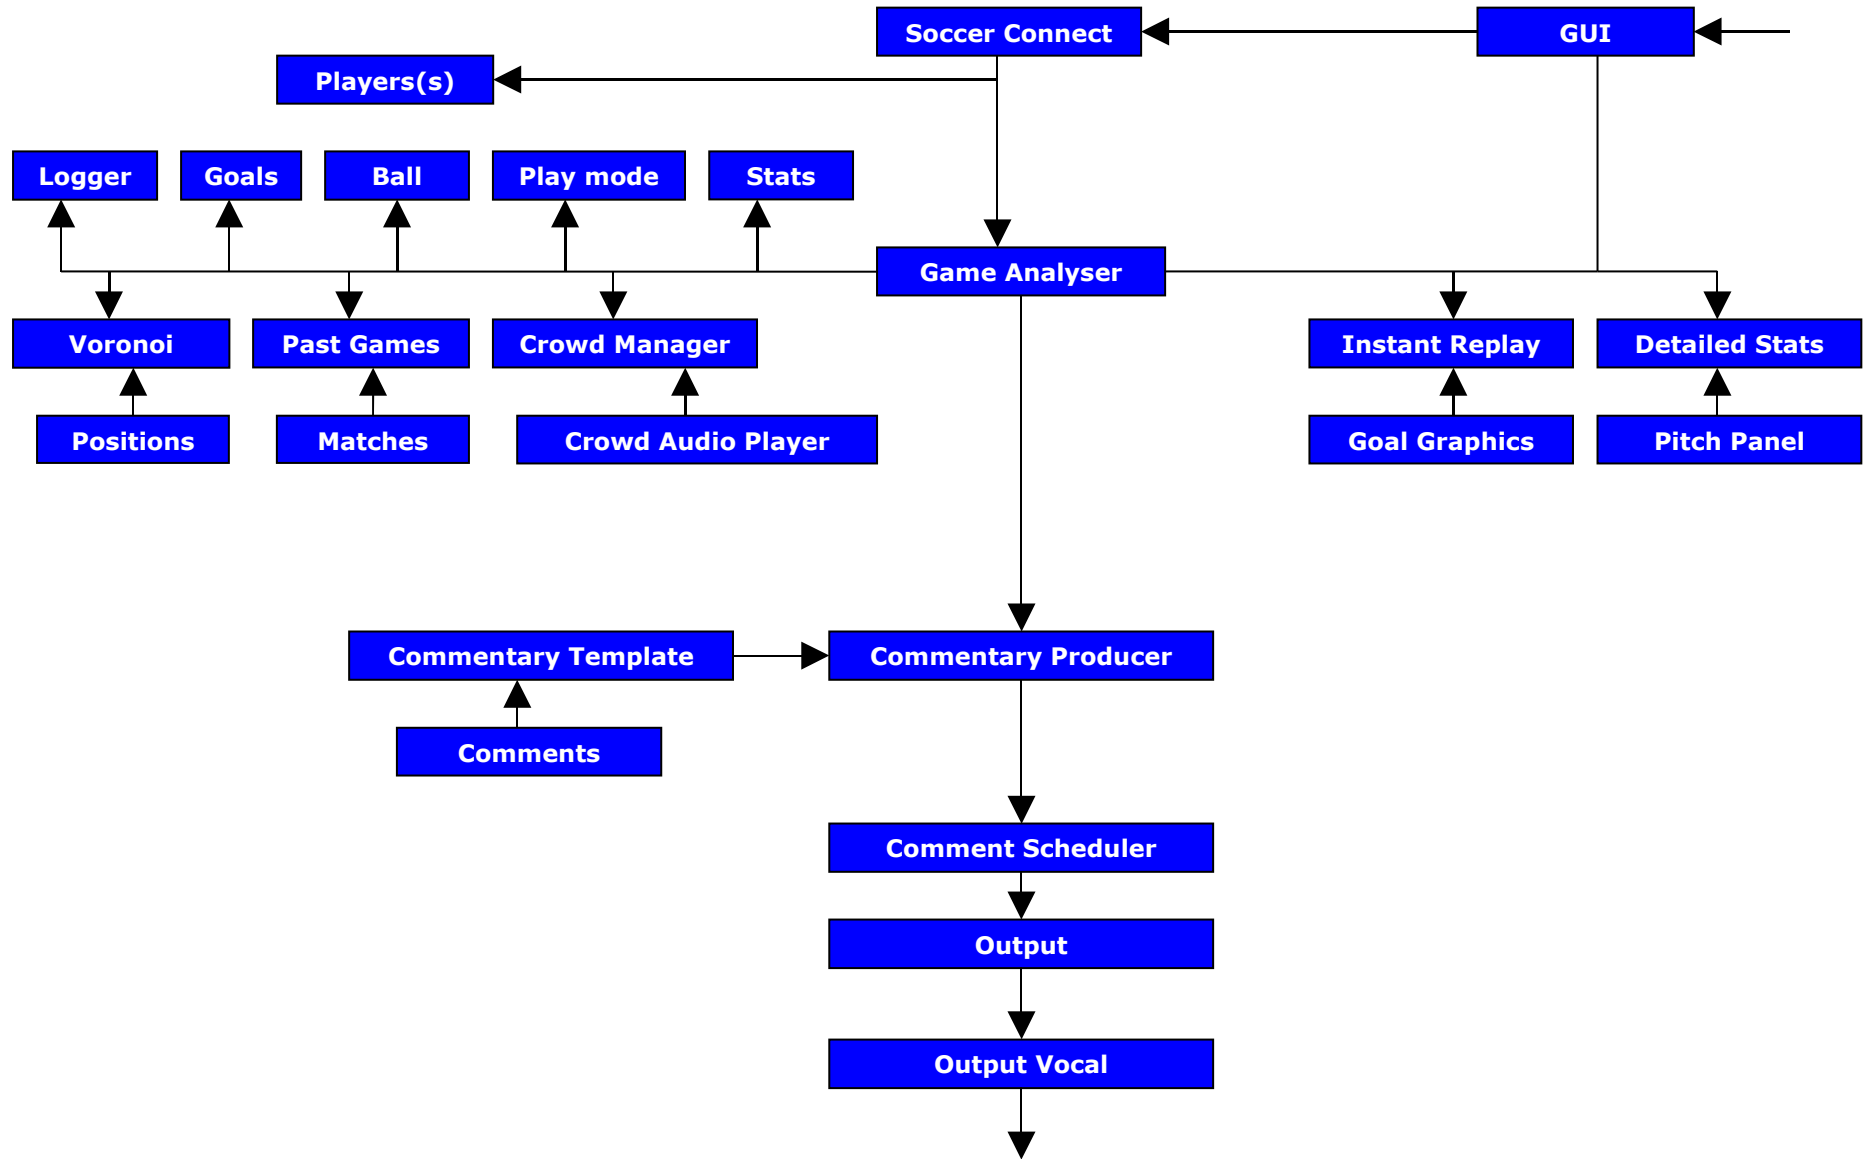 Soccer Connect
GUI
Players(s)
Logger
Goals
Ball
Play mode
Stats
Game Analyser
Voronoi
Past Games
Crowd Manager
Instant Replay
Detailed Stats
Positions
Matches
Crowd Audio Player
Goal Graphics
Pitch Panel
Commentary Template
Commentary Producer
Comments
Comment Scheduler
Output
Output Vocal